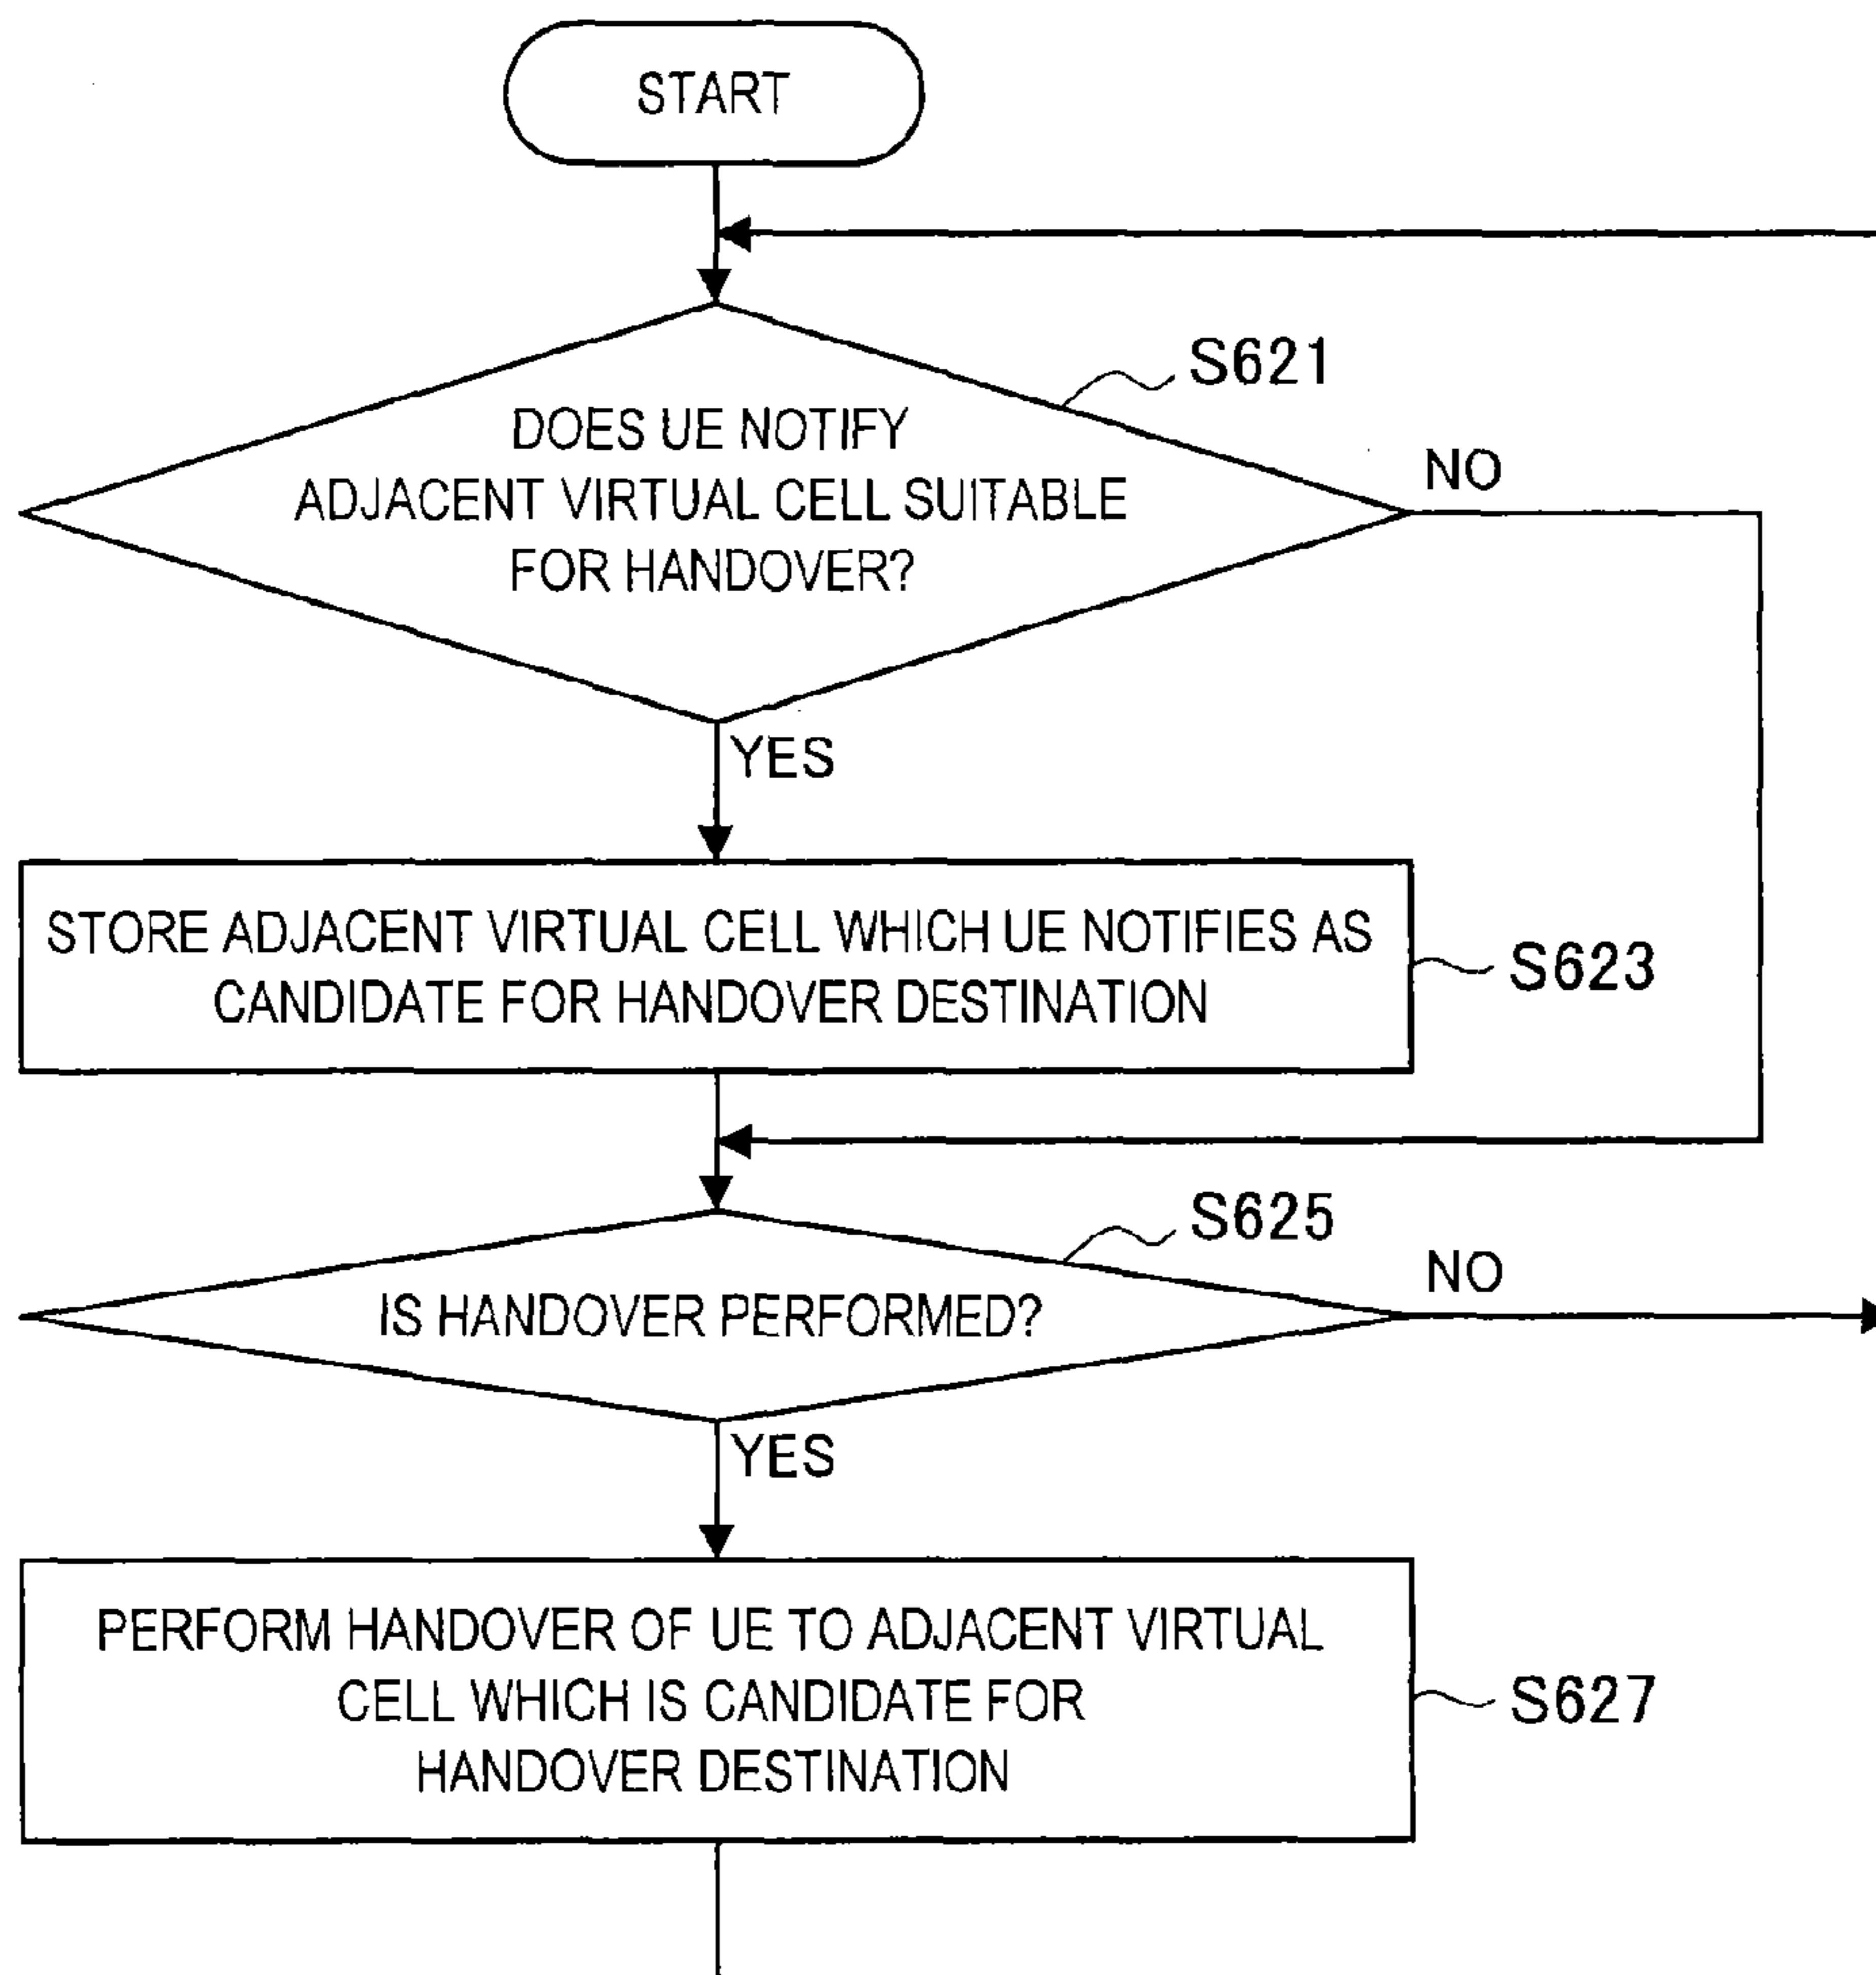 START
S621
DOES UE NOTIFY
ADJACENT VIRTUAL CELL SUITABLE
FOR HANDOVER?
NO
YES
STORE ADJACENT VIRTUAL CELL WHICH UE NOTIFIES AS
CANDIDATE FOR HANDOVER DESTINATION
S623
S625
IS HANDOVER PERFORMED?
NO
YES
PERFORM HANDOVER OF UE TO ADJACENT VIRTUAL
CELL WHICH IS CANDIDATE FOR
HANDOVER DESTINATION
S627